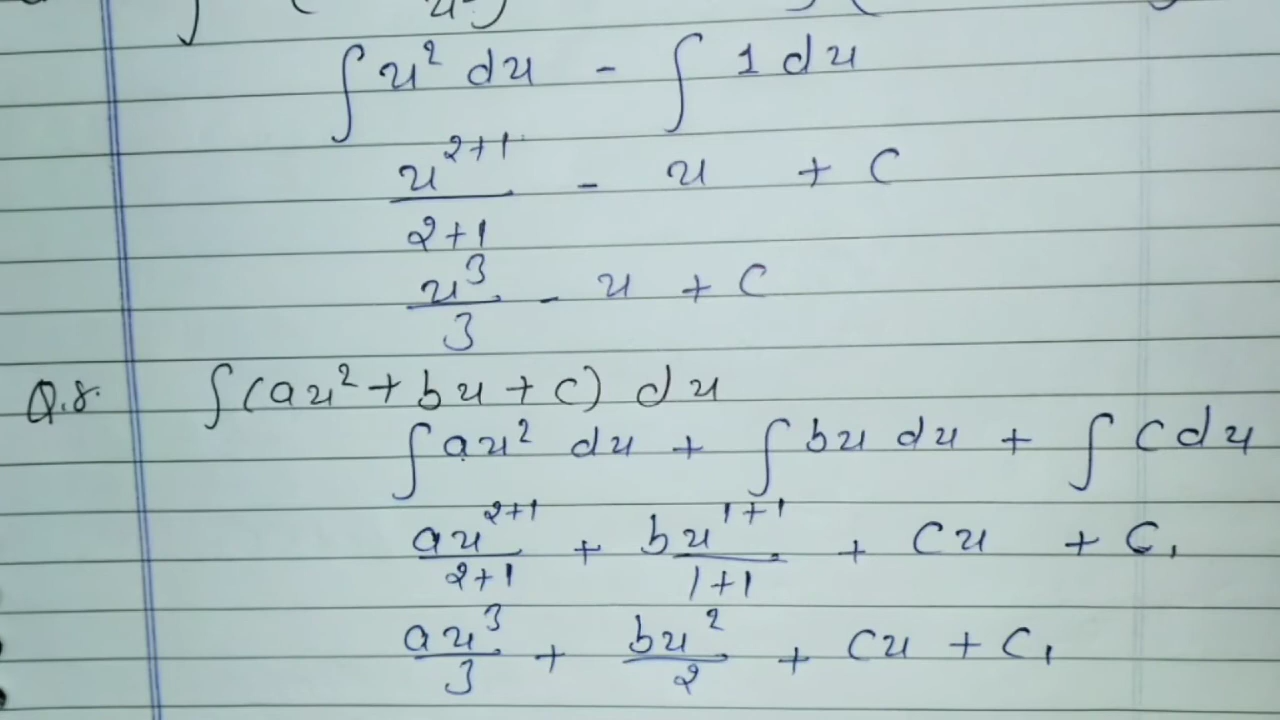 ∫ x² dx - ∫ 1 dx
x^(2+1)/(2+1) - x + C
x³/3 - x + C
Q.8. ∫(ax² + bx + C) dx
∫ ax² dx + ∫ bx dx + ∫ C dx
ax^(2+1)/(2+1) + bx^(1+1)/(1+1) + Cx + C₁
ax³/3 + bx²/2 + Cx + C₁